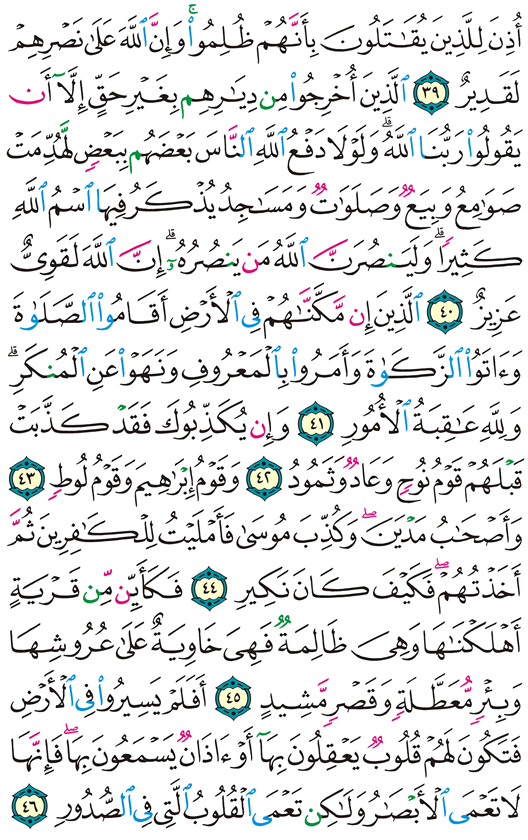 أُذِنَ لِلَّذِينَ يُقَٰتَلُونَ بِأَنَّهُمۡ ظُلِمُواْۚ وَإِنَّ ٱللَّهَ عَلَىٰ نَصۡرِهِمۡ
لَقَدِيرٌ ٣٩ ٱلَّذِينَ أُخۡرِجُواْ مِن دِيَٰرِهِم بِغَيۡرِ حَقٍّ إِلَّآ أَن
يَقُولُواْ رَبُّنَا ٱللَّهُۗ وَلَوۡلَا دَفۡعُ ٱللَّهِ ٱلنَّاسَ بَعۡضَهُم بِبَعۡضٖ لَّهُدِّمَتۡ
صَوَٰمِعُ وَبِيَعٞ وَصَلَوَٰتٞ وَمَسَٰجِدُ يُذۡكَرُ فِيهَا ٱسۡمُ ٱللَّهِ
كَثِيرٗاۗ وَلَيَنصُرَنَّ ٱللَّهُ مَن يَنصُرُهُۥٓۗ إِنَّ ٱللَّهَ لَقَوِيٌّ
عَزِيزٌ ٤٠ ٱلَّذِينَ إِن مَّكَّنَّٰهُمۡ فِي ٱلۡأَرۡضِ أَقَامُواْ ٱلصَّلَوٰةَ
وَءَاتَوُاْ ٱلزَّكَوٰةَ وَأَمَرُواْ بِٱلۡمَعۡرُوفِ وَنَهَوۡاْ عَنِ ٱلۡمُنكَرِۗ
وَلِلَّهِ عَٰقِبَةُ ٱلۡأُمُورِ ٤١ وَإِن يُكَذِّبُوكَ فَقَدۡ كَذَّبَتۡ
قَبۡلَهُمۡ قَوۡمُ نُوحٖ وَعَادٞ وَثَمُودُ ٤٢ وَقَوۡمُ إِبۡرَٰهِيمَ وَقَوۡمُ لُوطٖ ٤٣
وَأَصۡحَٰبُ مَدۡيَنَۖ وَكُذِّبَ مُوسَىٰۖ فَأَمۡلَيۡتُ لِلۡكَٰفِرِينَ ثُمَّ
أَخَذۡتُهُمۡۖ فَكَيۡفَ كَانَ نَكِيرِ ٤٤ فَكَأَيِّن مِّن قَرۡيَةٍ
أَهۡلَكۡنَٰهَا وَهِيَ ظَالِمَةٞ فَهِيَ خَاوِيَةٌ عَلَىٰ عُرُوشِهَا
وَبِئۡرٖ مُّعَطَّلَةٖ وَقَصۡرٖ مَّشِيدٍ ٤٥ أَفَلَمۡ يَسِيرُواْ فِي ٱلۡأَرۡضِ
فَتَكُونَ لَهُمۡ قُلُوبٞ يَعۡقِلُونَ بِهَآ أَوۡ ءَاذَانٞ يَسۡمَعُونَ بِهَاۖ فَإِنَّهَا
لَا تَعۡمَى ٱلۡأَبۡصَٰرُ وَلَٰكِن تَعۡمَى ٱلۡقُلُوبُ ٱلَّتِي فِي ٱلصُّدُورِ ٤٦